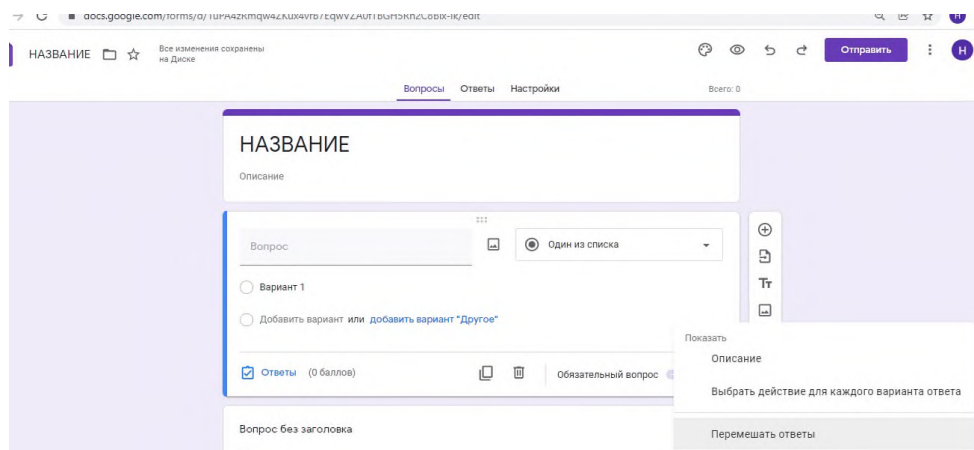 НАЗВАНИЕ
Все изменения сохранены
на Диске
Отправить
Н
Вопросы Ответы Настройки
Всего: 0
НАЗВАНИЕ
Описание
Вопрос
Один из списка
Вариант 1
Добавить вариант или добавить вариант "Другое"
Tт
Ответы (0 баллов)
Обязательный вопрос
Показать
Описание
Выбрать действие для каждого варианта ответа
Перемешать ответы
Вопрос без заголовка